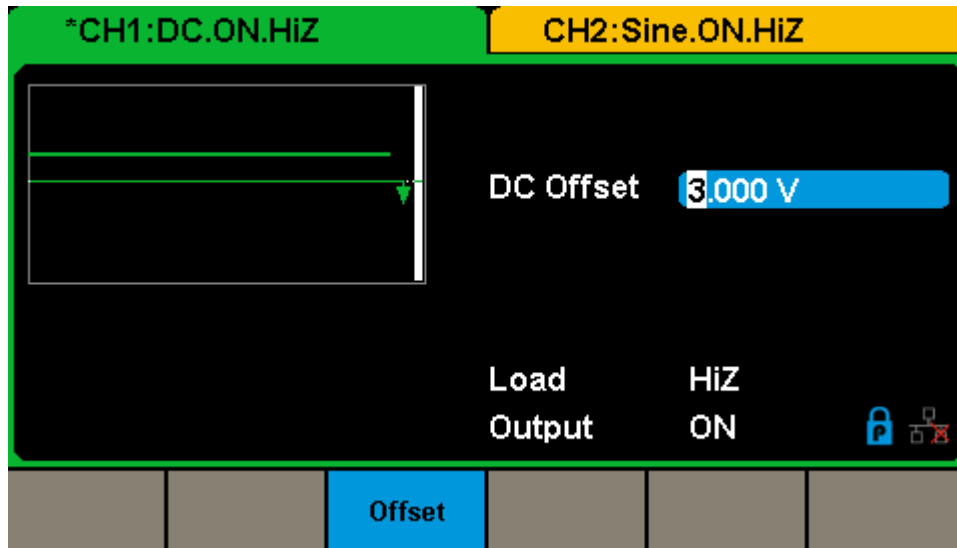 *CH1:DC.ON.HiZ
CH2:Sine.ON.HiZ
DC Offset 3.000 V
Load HiZ
Output ON
P
Offset